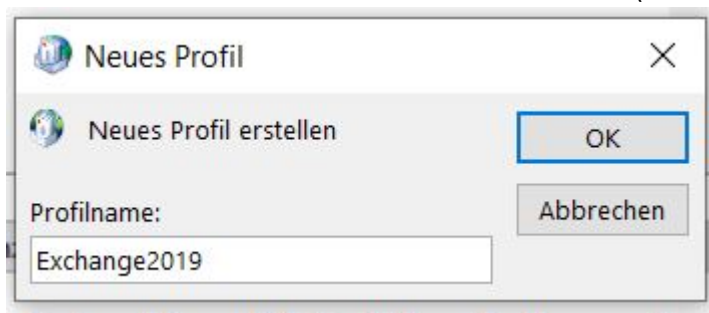 Neues Profil
Neues Profil erstellen
OK
Profilname:
Abbrechen
Exchange2019